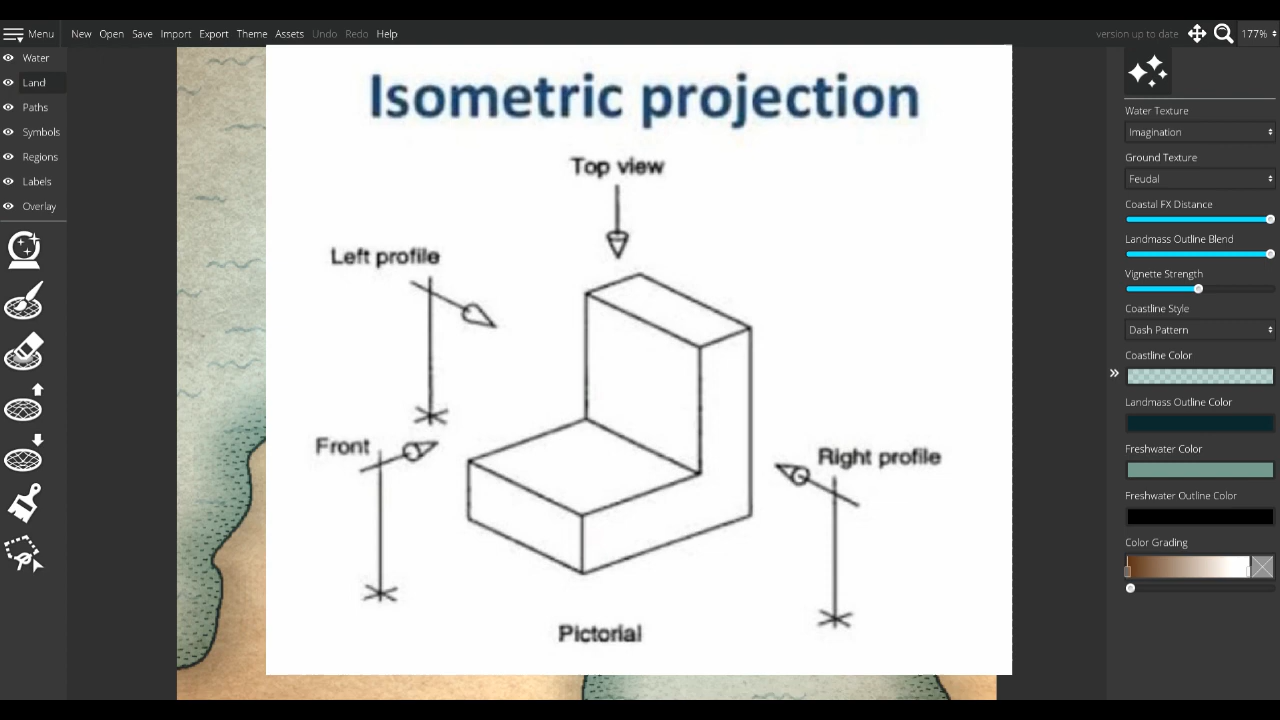 Menu
New Open Save Import Export Theme Assets Undo Redo Help
version up to date
177%
Water
Land
Paths
Symbols
Regions
Labels
Overlay
Isometric projection
Top view
Left profile
Front
Right profile
Pictorial
Water Texture
Imagination
Ground Texture
Feudal
Coastal FX Distance
Landmass Outline Blend
Vignette Strength
Coastline Style
Dash Pattern
Coastline Color
Landmass Outline Color
Freshwater Color
Freshwater Outline Color
Color Grading